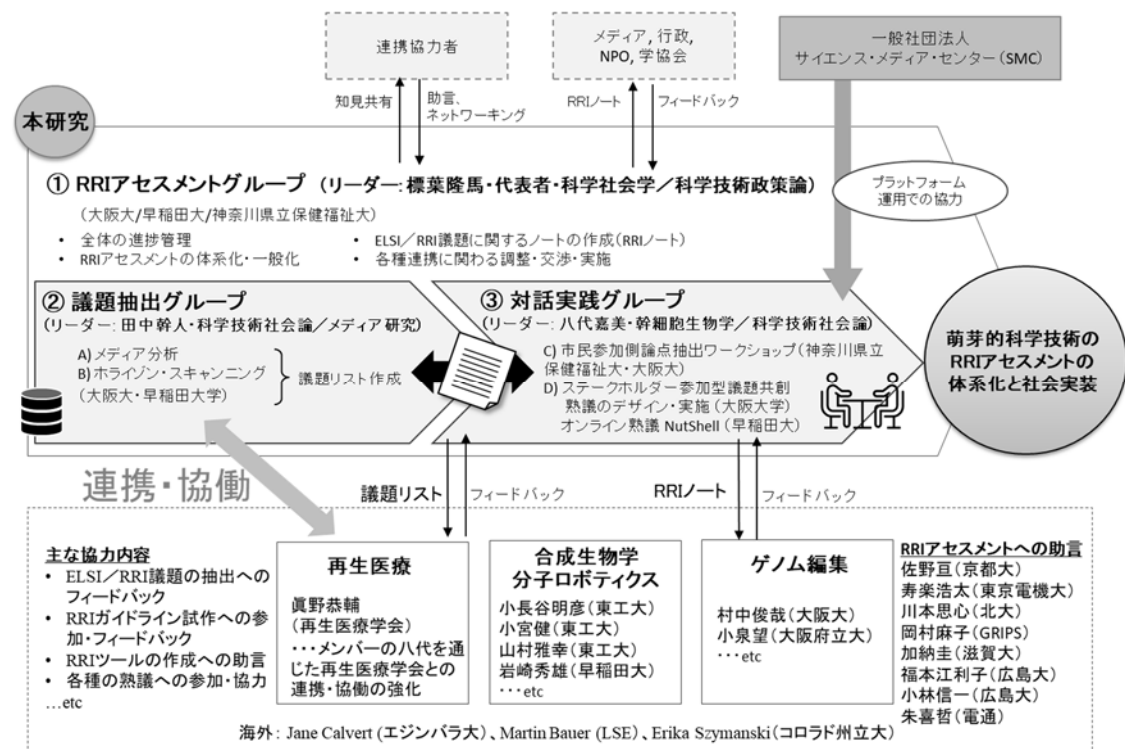 連携協力者
メディア, 行政,
NPO, 学協会
一般社団法人
サイエンス・メディア・センター(SMC)
知見共有
助言、
ネットワーキング
RRIノート
フィードバック
本研究
① RRIアセスメントグループ (リーダー: 標葉隆馬・代表者・科学社会学/科学技術政策論)
(大阪大/早稲田大/神奈川県立保健福祉大)
• 全体の進捗管理
• RRIアセスメントの体系化・一般化
• ELSI/RRI議題に関するノートの作成(RRIノート)
• 各種連携に関わる調整・交渉・実施
プラットフォーム
運用での協力
② 議題抽出グループ
(リーダー: 田中幹人・科学技術社会論/メディア研究)
A) メディア分析
B) ホライゾン・スキャンニング
(大阪大・早稲田大学)
議題リスト作成
③ 対話実践グループ
(リーダー: 八代嘉美・幹細胞生物学/科学技術社会論)
C) 市民参加側論点抽出ワークショップ(神奈川県立
保健福祉大・大阪大)
D) ステークホルダー参加型議題共創
熟議のデザイン・実施 (大阪大学)
オンライン熟議 NutShell (早稲田大)
萌芽的科学技術の
RRIアセスメントの
体系化と社会実装
連携・協働
議題リスト
フィードバック
RRIノート
フィードバック
主な協力内容
• ELSI/RRI議題の抽出への
フィードバック
• RRIガイドライン試作への参
加・フィードバック
• RRIツールの作成への助言
• 各種の熟議への参加・協力
…etc
再生医療
眞野恭輔
(再生医療学会)
・・・メンバーの八代を通
じた再生医療学会との
連携・協働の強化
合成生物学
分子ロボティクス
小長谷明彦(東工大)
小宮健(東工大)
山村雅幸(東工大)
岩崎秀雄(早稲田大)
・・・etc
ゲノム編集
村中俊哉(大阪大)
小泉望(大阪府立大)
・・・etc
RRIアセスメントへの助言
佐野亘(京都大)
寿楽浩太(東京電機大)
川本思心(北大)
岡村麻子(GRIPS)
加納圭(滋賀大)
福本江利子(広島大)
小林信一(広島大)
朱喜哲(電通)
海外: Jane Calvert (エジンバラ大)、Martin Bauer (LSE)、Erika Szymanski(コロラド州立大)